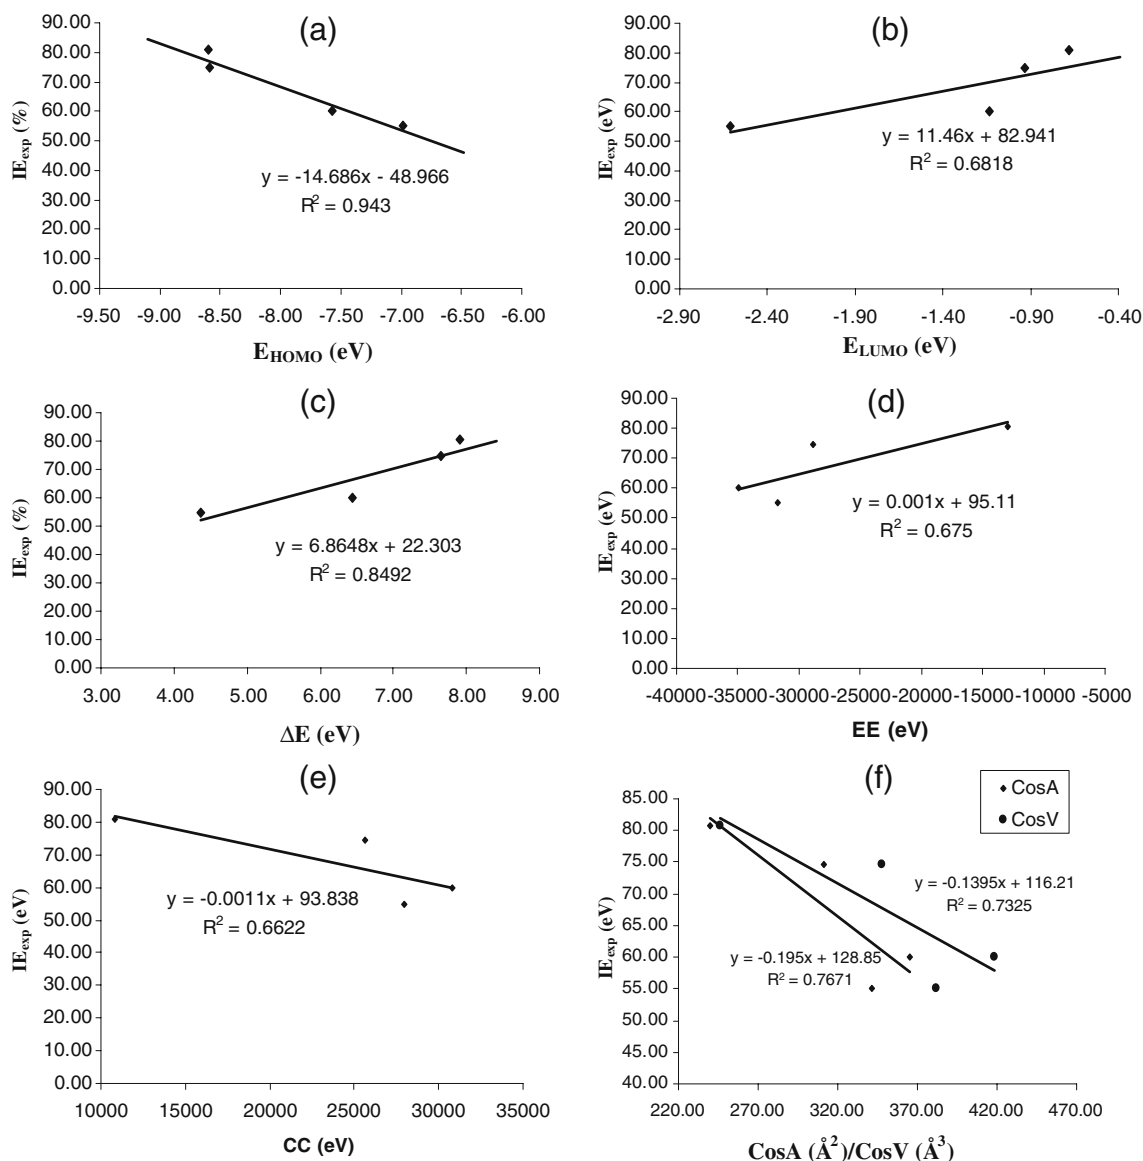 (a)
90.00
80.00
70.00
60.00
50.00
40.00
30.00
20.00
10.00
0.00
IE_exp (%)
y = -14.686x - 48.966
R² = 0.943
-9.50 -9.00 -8.50 -8.00 -7.50 -7.00 -6.50 -6.00
E_HOMO (eV)
(b)
90.00
80.00
70.00
60.00
50.00
40.00
30.00
20.00
10.00
0.00
IE_exp (eV)
y = 11.46x + 82.941
R² = 0.6818
-2.90 -2.40 -1.90 -1.40 -0.90 -0.40
E_LUMO (eV)
(c)
90.00
80.00
70.00
60.00
50.00
40.00
30.00
20.00
10.00
0.00
IE_exp (%)
y = 6.8648x + 22.303
R² = 0.8492
3.00 4.00 5.00 6.00 7.00 8.00 9.00
ΔE (eV)
(d)
90.00
80.00
70.00
60.00
50.00
40.00
30.00
20.00
10.00
0.00
IE_exp (eV)
y = 0.001x + 95.11
R² = 0.675
-40000 -35000 -30000 -25000 -20000 -15000 -10000 -5000
EE (eV)
(e)
90.00
80.00
70.00
60.00
50.00
40.00
30.00
20.00
10.00
0.00
IE_exp (eV)
y = -0.0011x + 93.838
R² = 0.6622
10000 15000 20000 25000 30000 35000
CC (eV)
(f)
CosA
CosV
85.00
80.00
75.00
70.00
65.00
60.00
55.00
50.00
45.00
40.00
IE_exp (eV)
y = -0.1395x + 116.21
R² = 0.7325
y = -0.195x + 128.85
R² = 0.7671
220.00 270.00 320.00 370.00 420.00 470.00
CosA (Å²)/CosV (Å³)